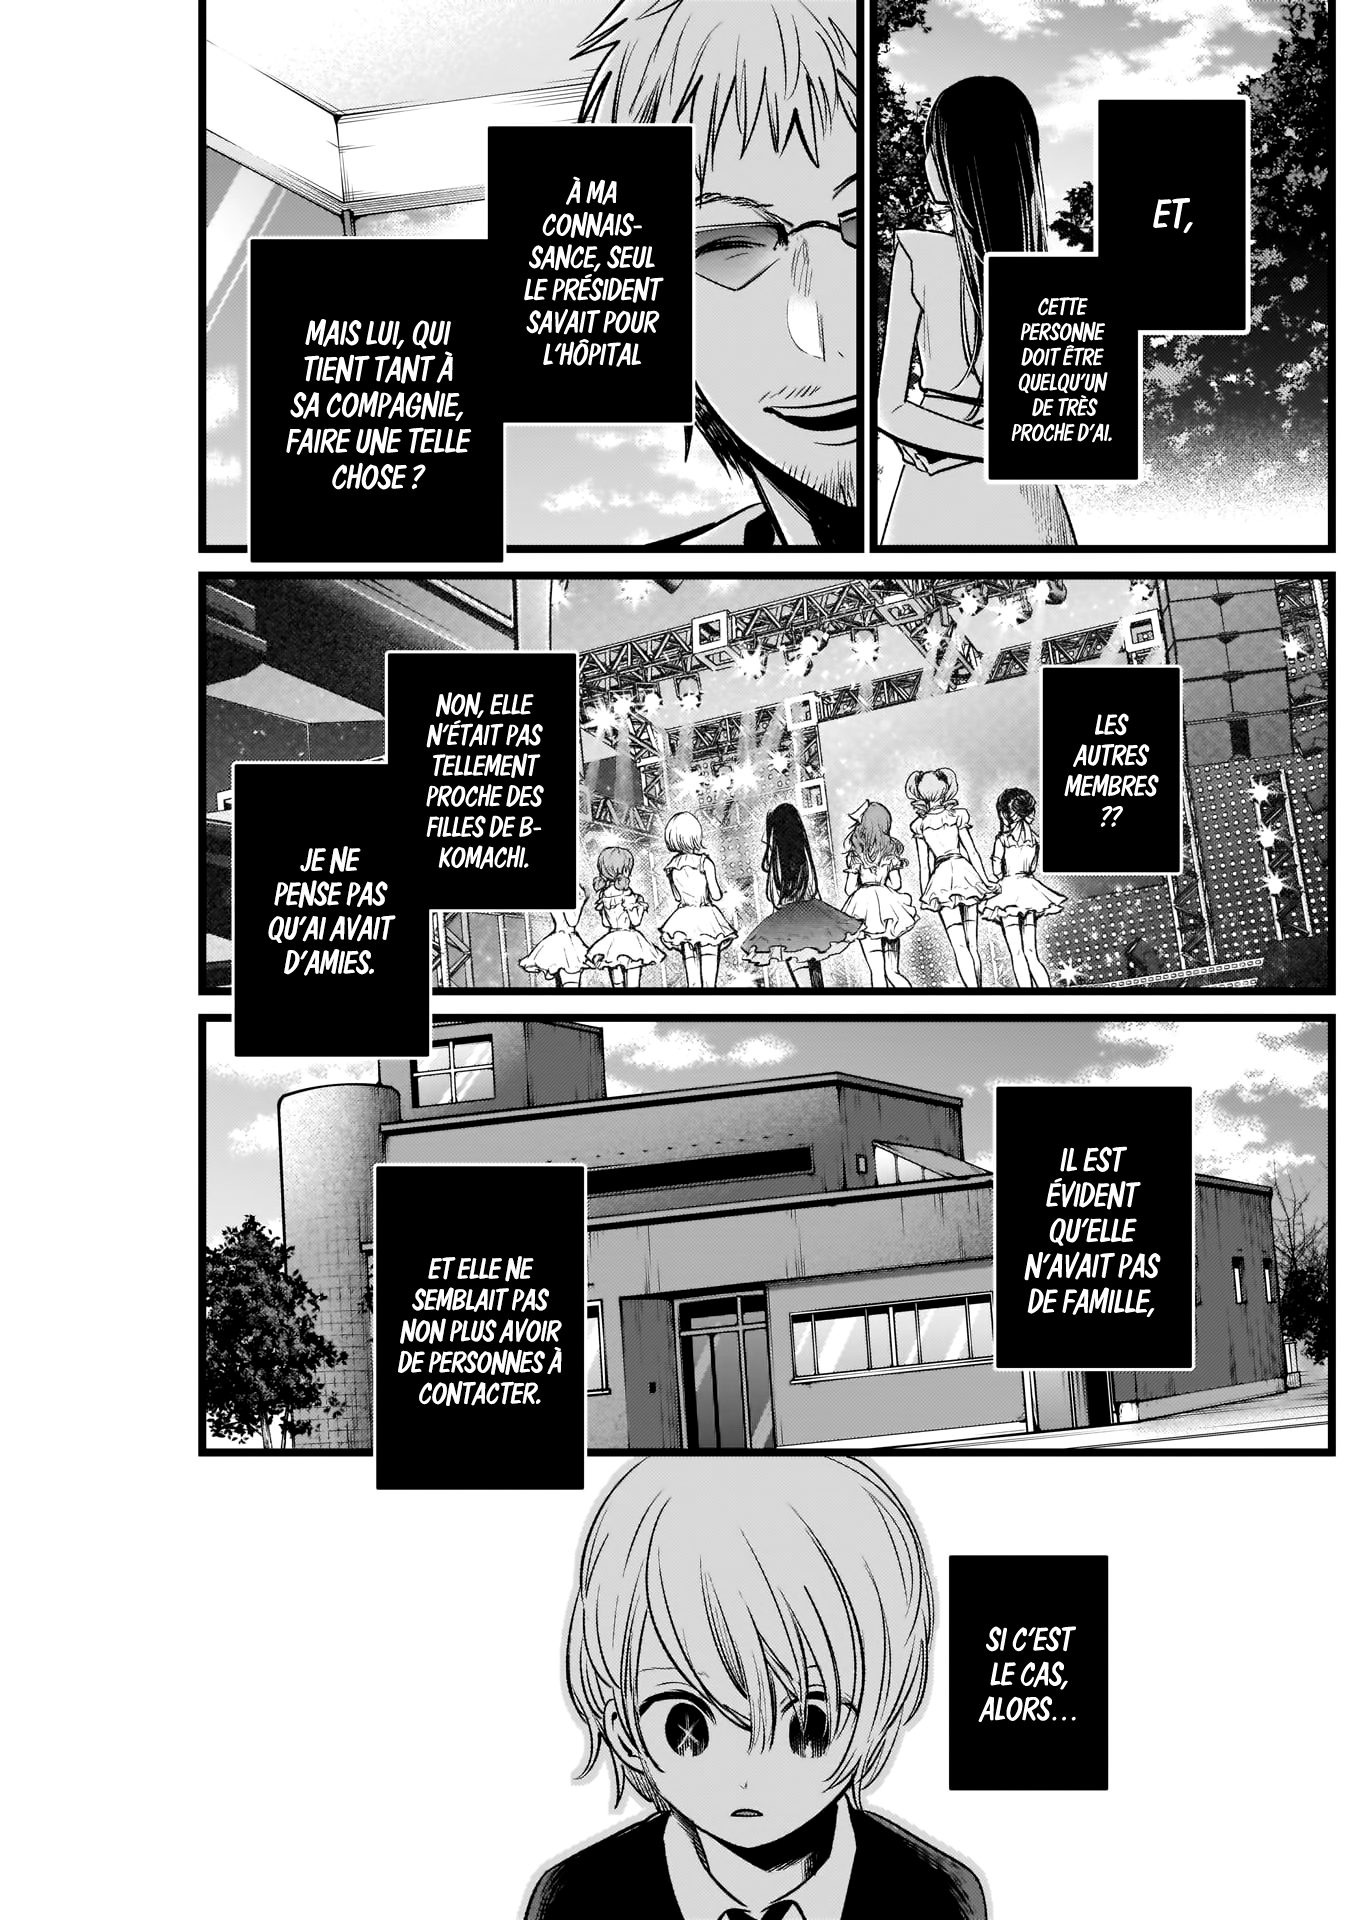 ET,
CETTE
PERSONNE
DOIT ÊTRE
QUELQU'UN
DE TRÈS
PROCHE D'AI.
À MA
CONNAIS-
SANCE, SEUL
LE PRÉSIDENT
SAVAIT POUR
L'HÔPITAL
MAIS LUI, QUI
TIENT TANT À
SA COMPAGNIE,
FAIRE UNE TELLE
CHOSE ?
LES
AUTRES
MEMBRES
??
NON, ELLE
N'ÉTAIT PAS
TELLEMENT
PROCHE DES
FILLES DE B-
KOMACHI.
JE NE
PENSE PAS
QU'AI AVAIT
D'AMIES.
IL EST
ÉVIDENT
QU'ELLE
N'AVAIT PAS
DE FAMILLE,
ET ELLE NE
SEMBLAIT PAS
NON PLUS AVOIR
DE PERSONNES À
CONTACTER.
SI C'EST
LE CAS,
ALORS...